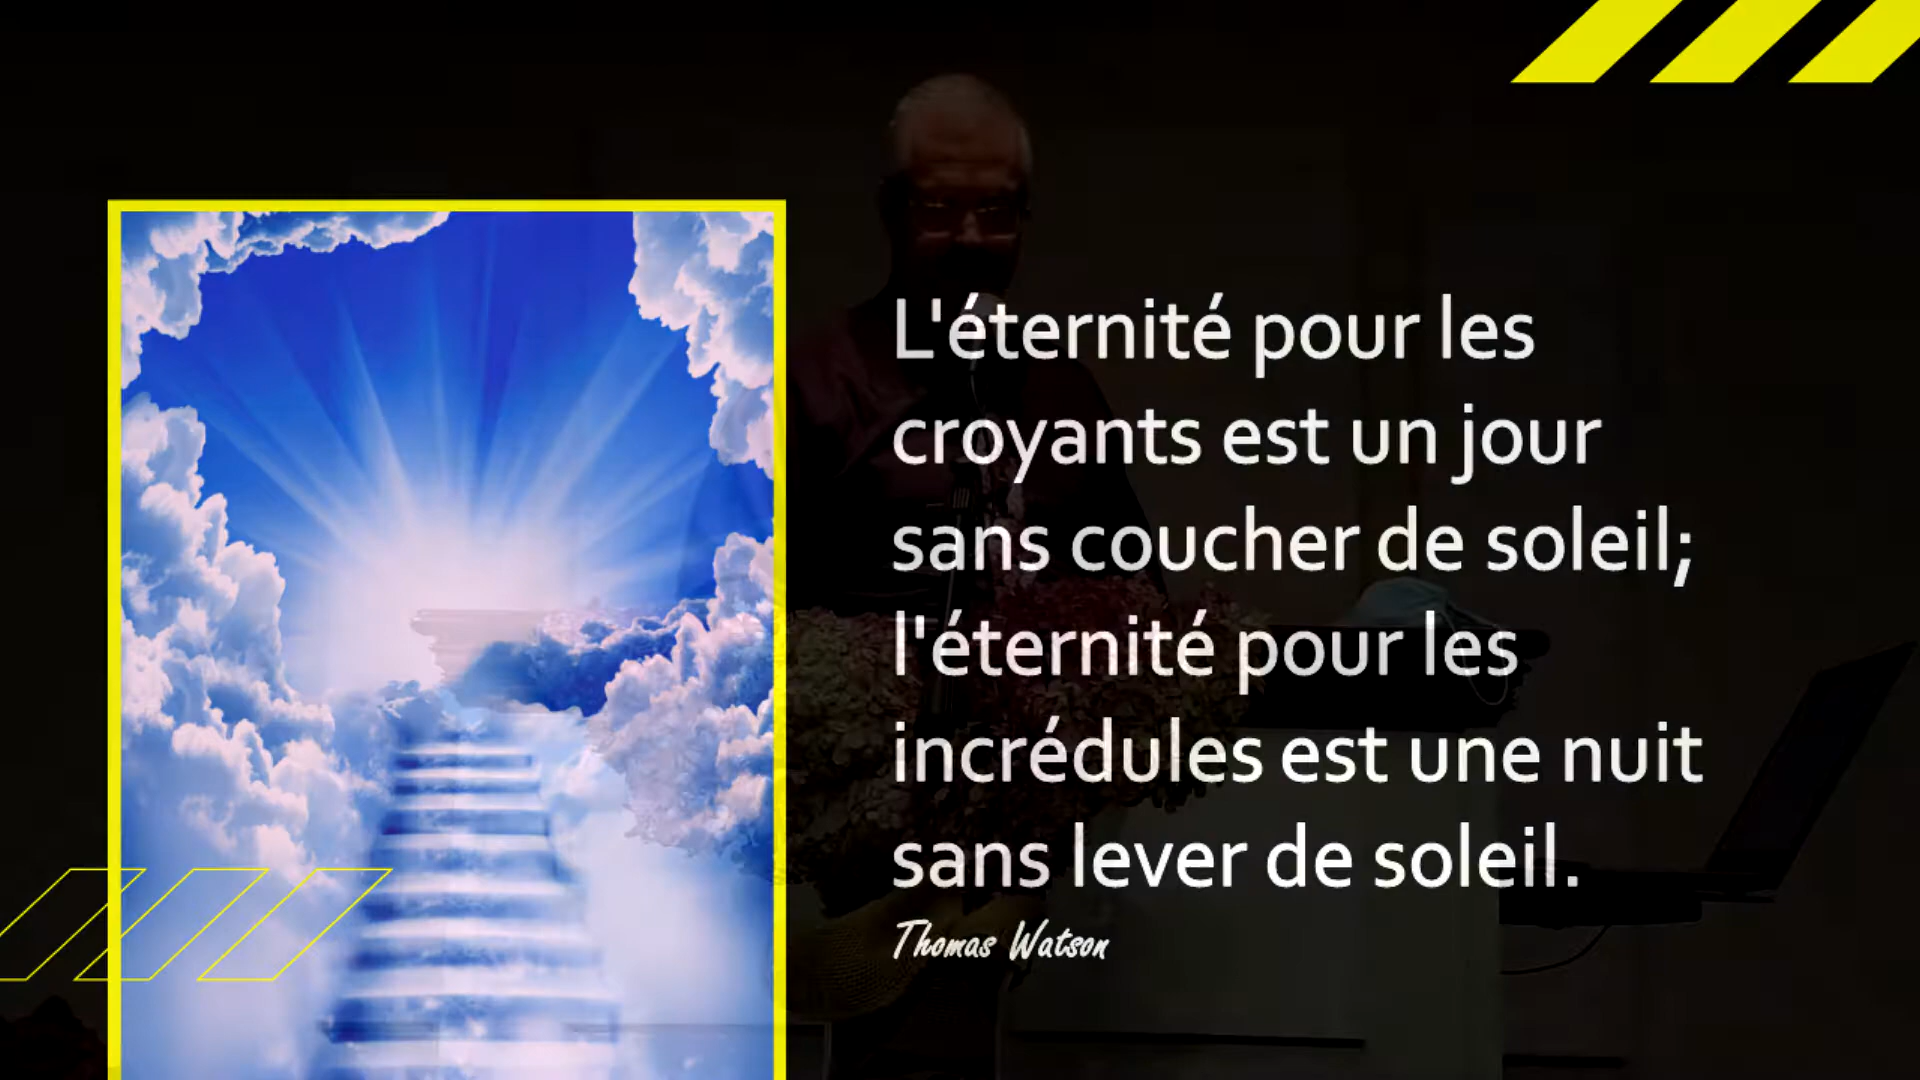 L'éternité pour les
croyants est un jour
sans coucher de soleil;
l'éternité pour les
incrédules est une nuit
sans lever de soleil.
Thomas Watson